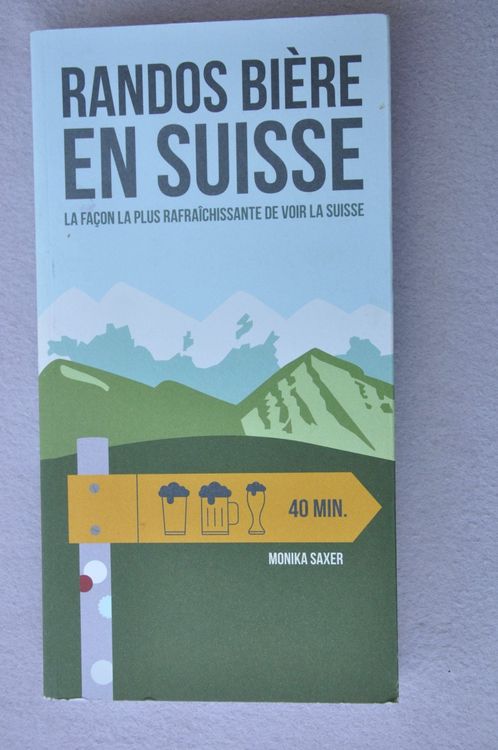 RANDOS BIÈRE
EN SUISSE
LA FAÇON LA PLUS RAFRAÎCHISSANTE DE VOIR LA SUISSE
40 MIN.
MONIKA SAXER